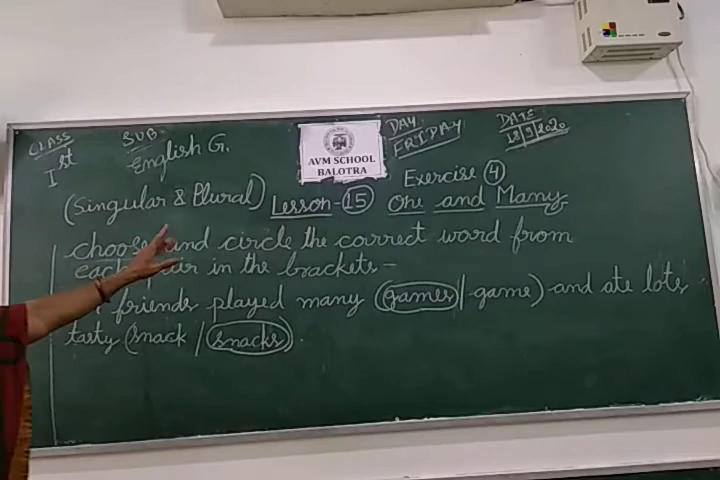 CLASS
Ist
SUB
English G.
AVM SCHOOL
BALOTRA
DAY
FRIDAY
DATE
18/9/2020
Exercise 4
(Singular & Plural) Lesson-15 One and Many
choose and circle the correct word from
each pair in the brackets-
friends played many (games/game) and ate lots
tasty (snack/snacks).